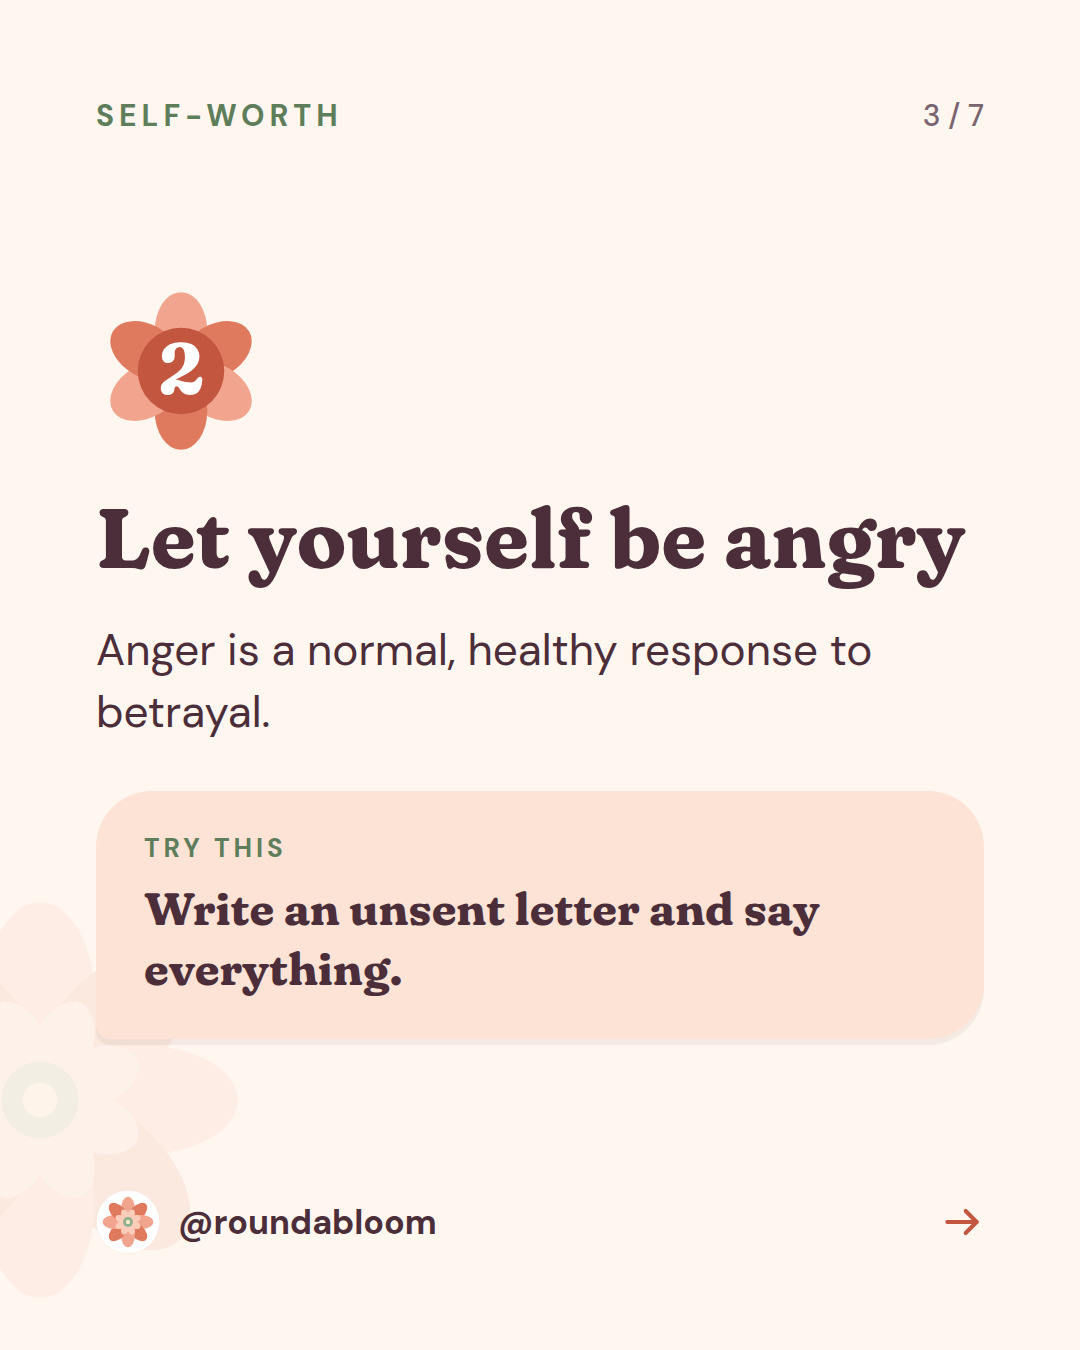 SELF-WORTH
3 / 7
2
Let yourself be angry
Anger is a normal, healthy response to
betrayal.
TRY THIS
Write an unsent letter and say
everything.
@roundabloom